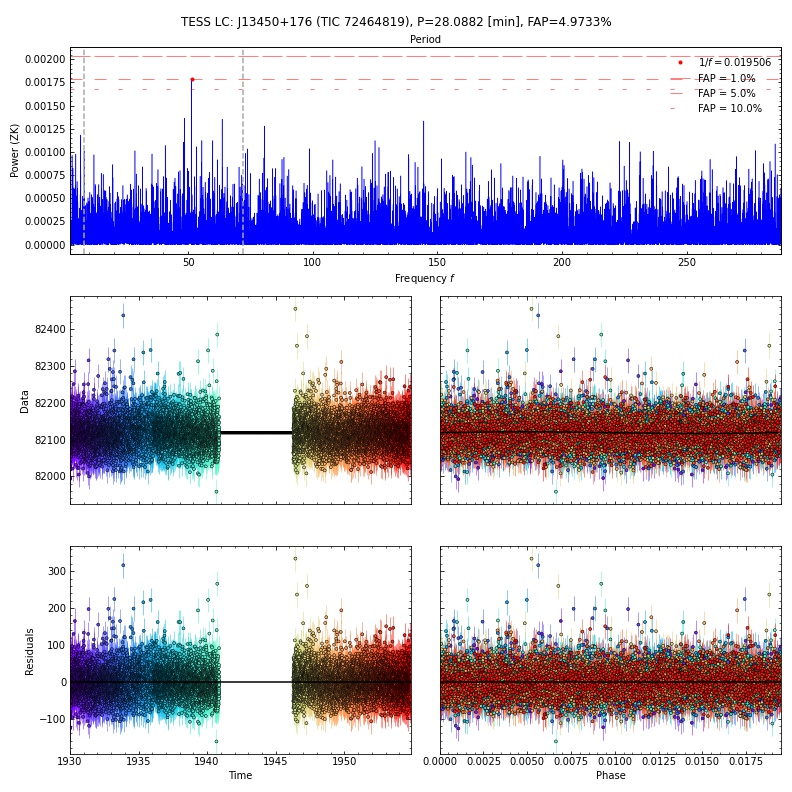 TESS LC: J13450+176 (TIC 72464819), P=28.0882 [min], FAP=4.9733%
Period
0.00200
0.00175
0.00150
0.00125
0.00100
0.00075
0.00050
0.00025
0.00000
Power (ZK)
1/f = 0.019506
FAP = 1.0%
FAP = 5.0%
FAP = 10.0%
50 100 150 200 250
Frequency f
82400
82300
82200
82100
82000
Data
300
200
100
0
−100
Residuals
1930 1935 1940 1945 1950
Time
0.0000 0.0025 0.0050 0.0075 0.0100 0.0125 0.0150 0.0175
Phase